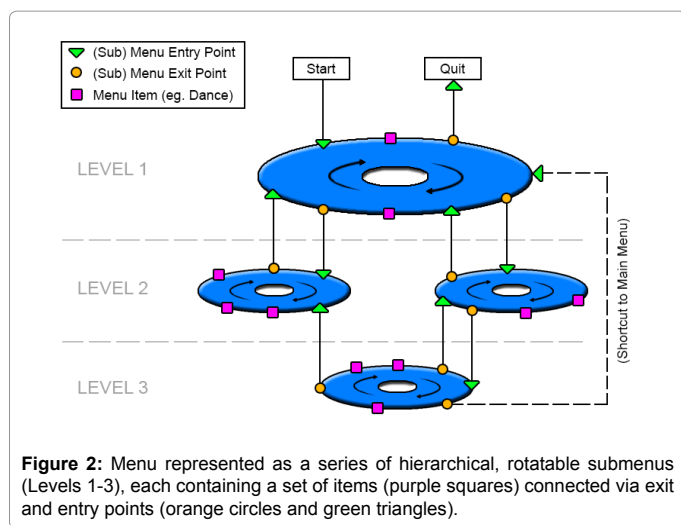 (Sub) Menu Entry Point
(Sub) Menu Exit Point
Menu Item (eg. Dance)
Start
Quit
LEVEL 1
LEVEL 2
LEVEL 3
(Shortcut to Main Menu)
Figure 2: Menu represented as a series of hierarchical, rotatable submenus
(Levels 1-3), each containing a set of items (purple squares) connected via exit
and entry points (orange circles and green triangles).